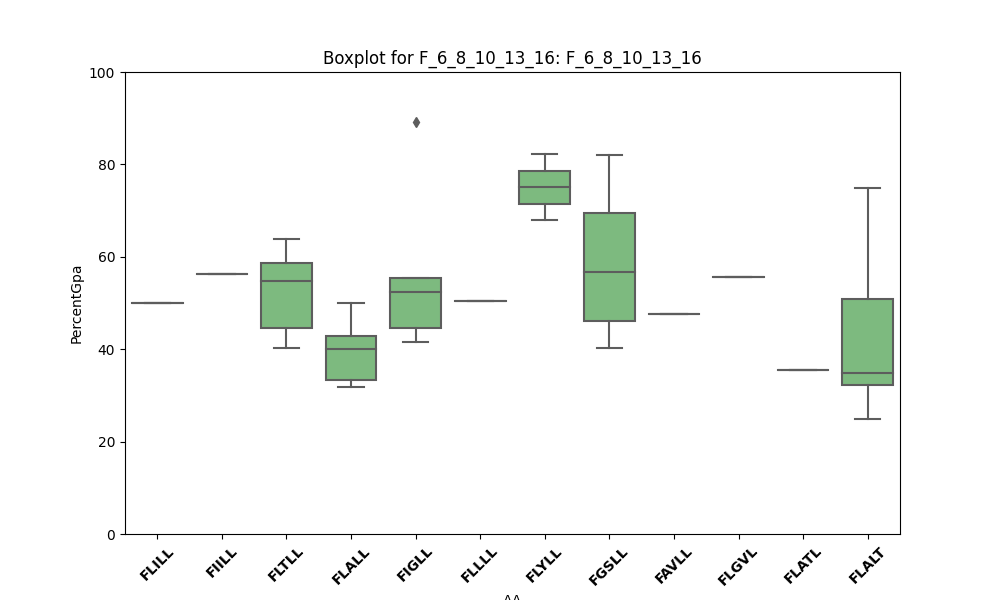 Boxplot for F_6_8_10_13_16: F_6_8_10_13_16
100
80
60
40
20
0
PercentGpa
FLILL
FIILL
FLTLL
FLALL
FIGLL
FLLLL
FLYLL
FGSLL
FAVLL
FLGVL
FLATL
FLALT
AA